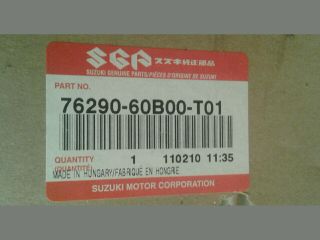 SGP スズキ純正部品
SUZUKI GENUINE PARTS/PIÈCES D'ORIGINE DE SUZUKI
PART NO.
76290-60B00-T01
QUANTITY 1 110210 11:35
(QUANTITÉ)
MADE IN HUNGARY/FABRIQUÉ EN HONGRIE
SUZUKI MOTOR CORPORATION